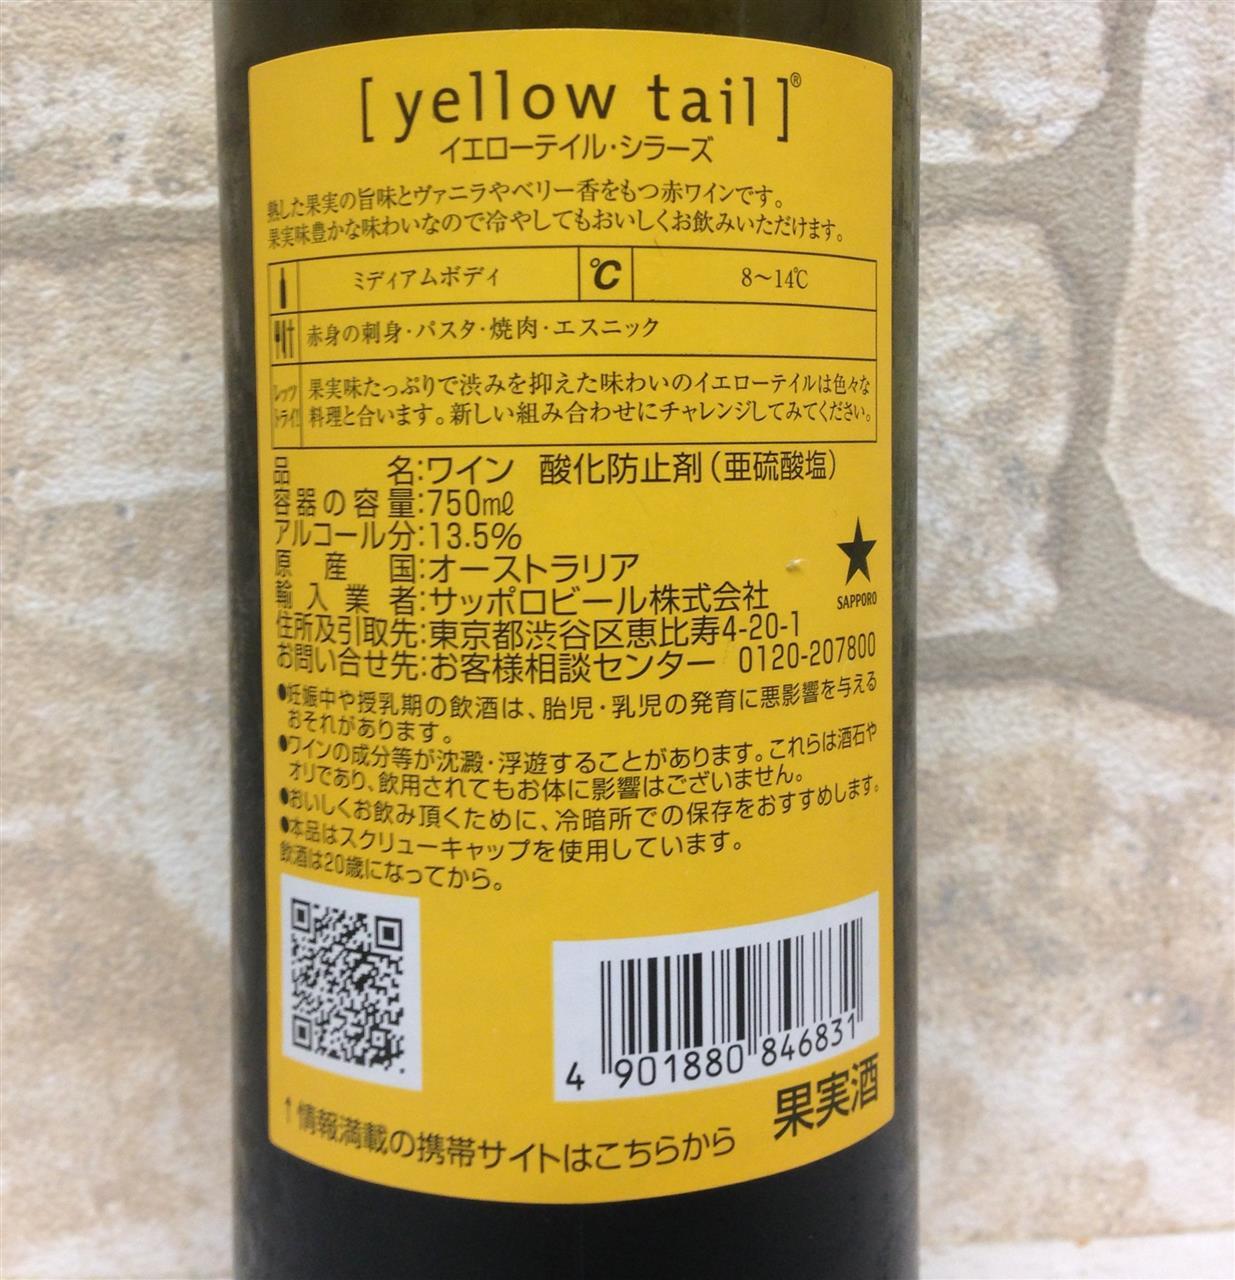 [ yellow tail ]®
イエローテイル・シラーズ
熟した果実の旨味とヴァニラやベリー香をもつ赤ワインです。
果実味豊かな味わいなので冷やしてもおいしくお飲みいただけます。
ミディアムボディ ℃ 8〜14℃
赤身の刺身・パスタ・焼肉・エスニック
レッツトライ! 果実味たっぷりで渋みを抑えた味わいのイエローテイルは色々な
料理と合います。新しい組み合わせにチャレンジしてみてください。
品名:ワイン 酸化防止剤(亜硫酸塩)
容器の容量:750㎖
アルコール分:13.5%
原産国:オーストラリア
輸入業者:サッポロビール株式会社
住所及引取先:東京都渋谷区恵比寿4-20-1
お問い合せ先:お客様相談センター 0120-207800
SAPPORO
●妊娠中や授乳期の飲酒は、胎児・乳児の発育に悪影響を与える
おそれがあります。
●ワインの成分等が沈澱・浮遊することがあります。これらは酒石や
オリであり、飲用されてもお体に影響はございません。
●おいしくお飲み頂くために、冷暗所での保存をおすすめします。
●本品はスクリューキャップを使用しています。
飲酒は20歳になってから。
4 901880 846831
果実酒
↑情報満載の携帯サイトはこちらから